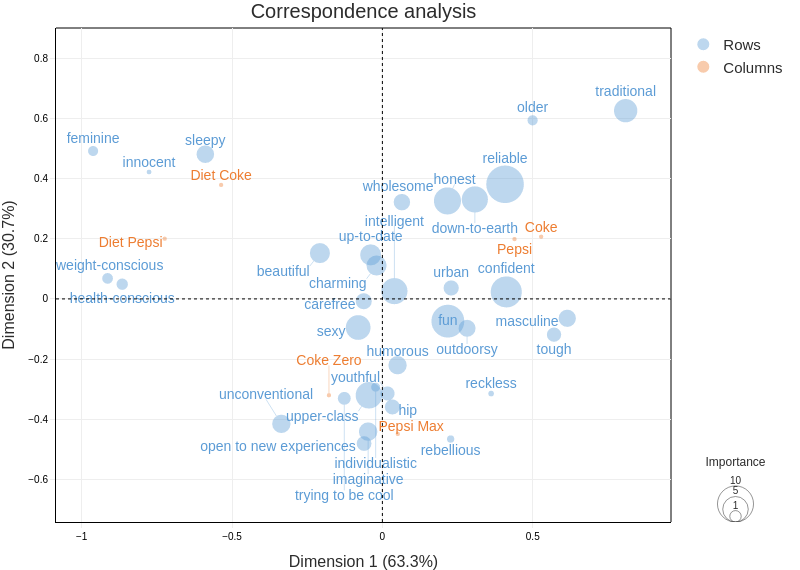 Correspondence analysis
Rows
Columns
Dimension 2 (30.7%)
0.8
0.6
0.4
0.2
0
−0.2
−0.4
−0.6
traditional
older
feminine
sleepy
innocent
reliable
Diet Coke
honest
wholesome
intelligent
down-to-earth
Coke
Diet Pepsi
up-to-date
Pepsi
weight-conscious
beautiful
urban
confident
charming
health-conscious
carefree
sexy
fun
masculine
humorous
outdoorsy
tough
Coke Zero
youthful
reckless
unconventional
upper-class
hip
Pepsi Max
open to new experiences
rebellious
individualistic
imaginative
trying to be cool
−1
−0.5
0
0.5
Dimension 1 (63.3%)
Importance
10
5
1